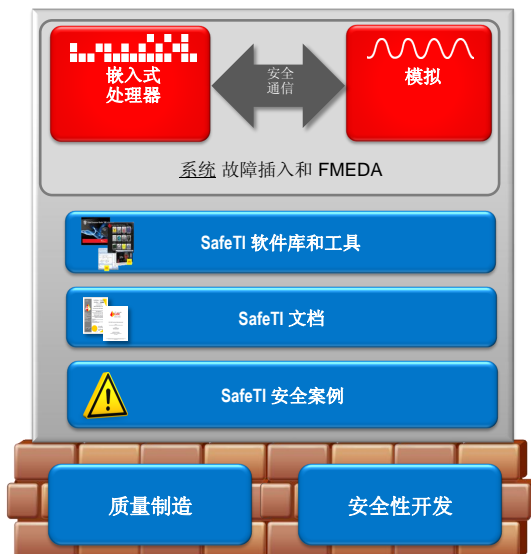 嵌入式
处理器
安全
通信
模拟
系统 故障插入和 FMEDA
SafeTI 软件库和工具
SafeTI 文档
SafeTI 安全案例
质量制造
安全性开发